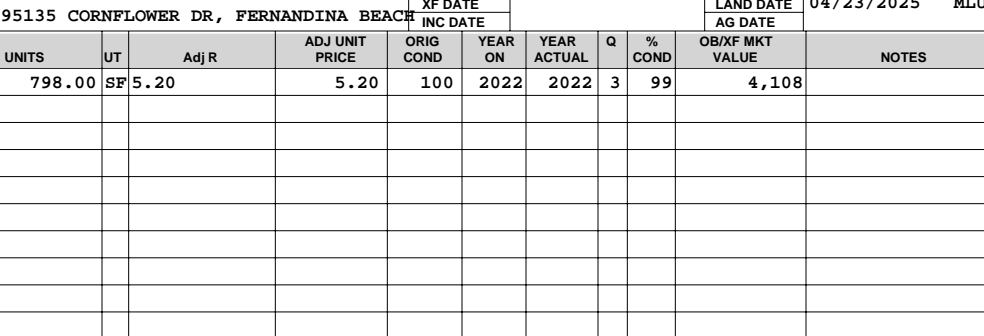 XF DATE LAND DATE 04/23/2025
95135 CORNFLOWER DR, FERNANDINA BEACH INC DATE AG DATE
ADJ UNIT ORIG YEAR YEAR Q % OB/XF MKT
UNITS UT Adj R PRICE COND ON ACTUAL COND VALUE NOTES
798.00 SF 5.20 5.20 100 2022 2022 3 99 4,108